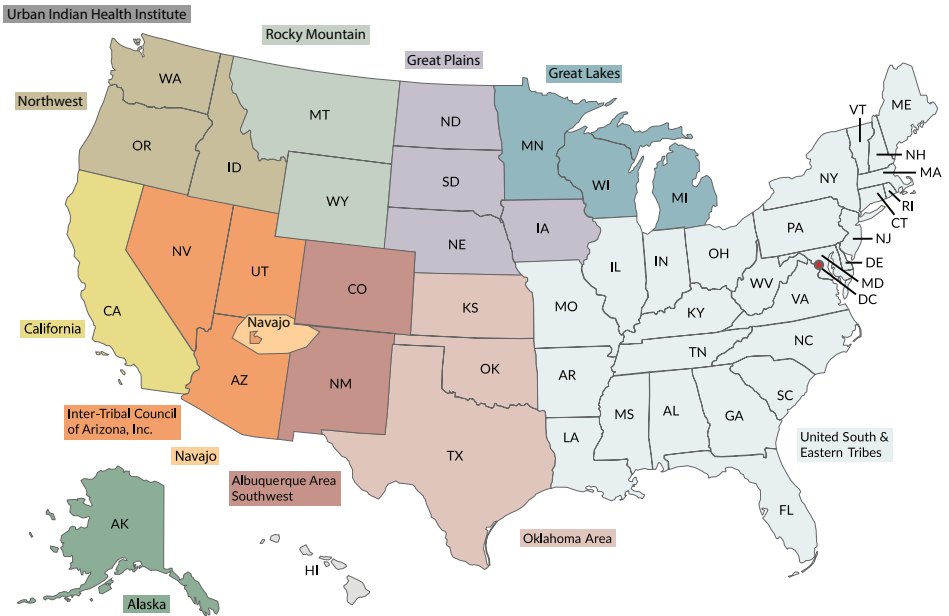 Urban Indian Health Institute
Rocky Mountain
Great Plains
Great Lakes
Northwest
WA
OR
ID
MT
WY
ND
SD
NE
MN
WI
MI
IA
VT
ME
NH
MA
NY
RI
CT
PA
NJ
DE
MD
DC
NV
UT
CO
CA
California
KS
MO
IL
IN
OH
WV
VA
KY
NC
TN
SC
Navajo
AZ
NM
OK
AR
MS
AL
GA
LA
TX
FL
Inter-Tribal Council
of Arizona, Inc.
Navajo
Albuquerque Area
Southwest
United South &
Eastern Tribes
Oklahoma Area
AK
Alaska
HI